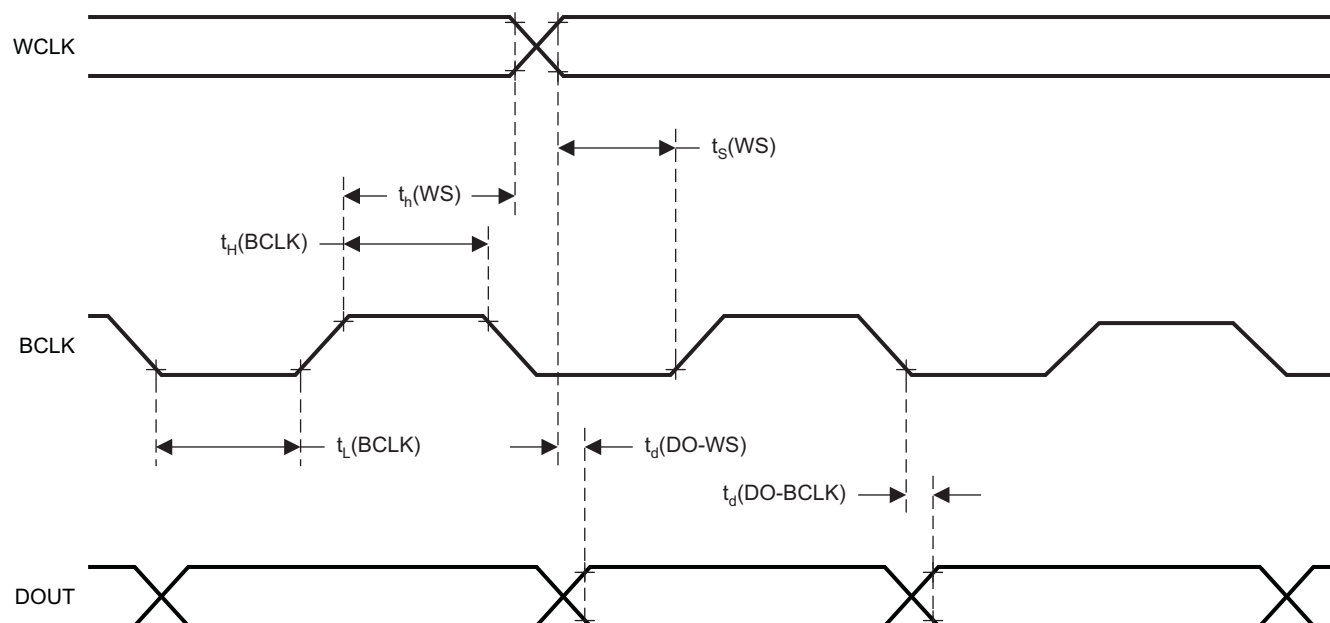 WCLK
tS(WS)
th(WS)
tH(BCLK)
BCLK
tL(BCLK)
td(DO-WS)
td(DO-BCLK)
DOUT